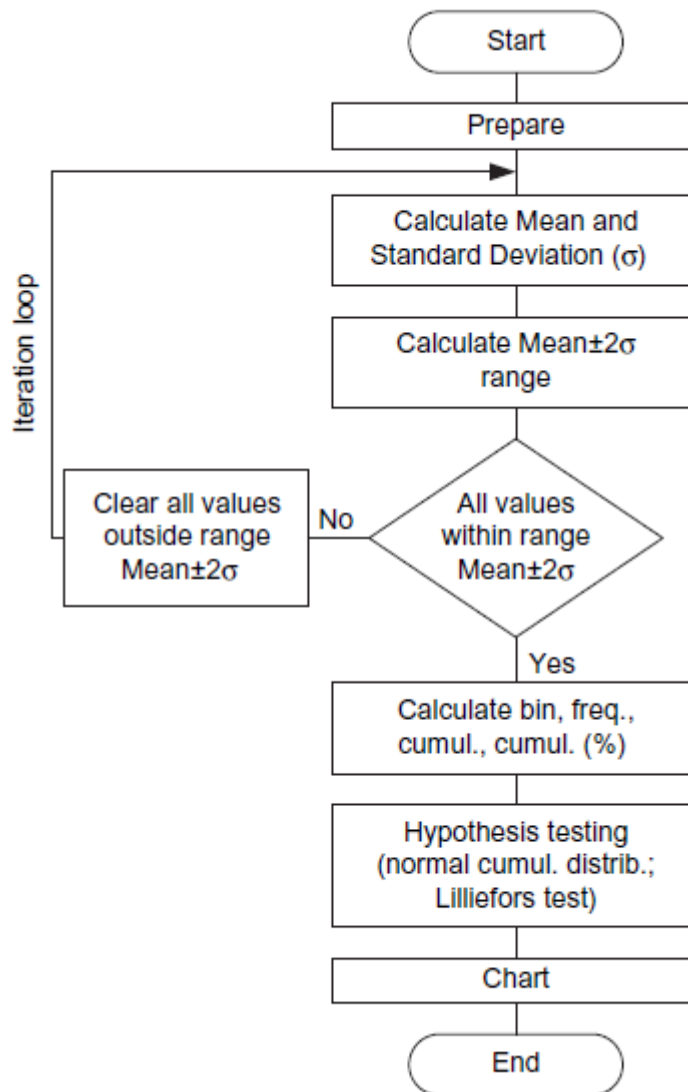 Start
Prepare
Iteration loop
Calculate Mean and
Standard Deviation (σ)
Calculate Mean±2σ
range
Clear all values
outside range
Mean±2σ
No
All values
within range
Mean±2σ
Yes
Calculate bin, freq.,
cumul., cumul. (%)
Hypothesis testing
(normal cumul. distrib.;
Lilliefors test)
Chart
End